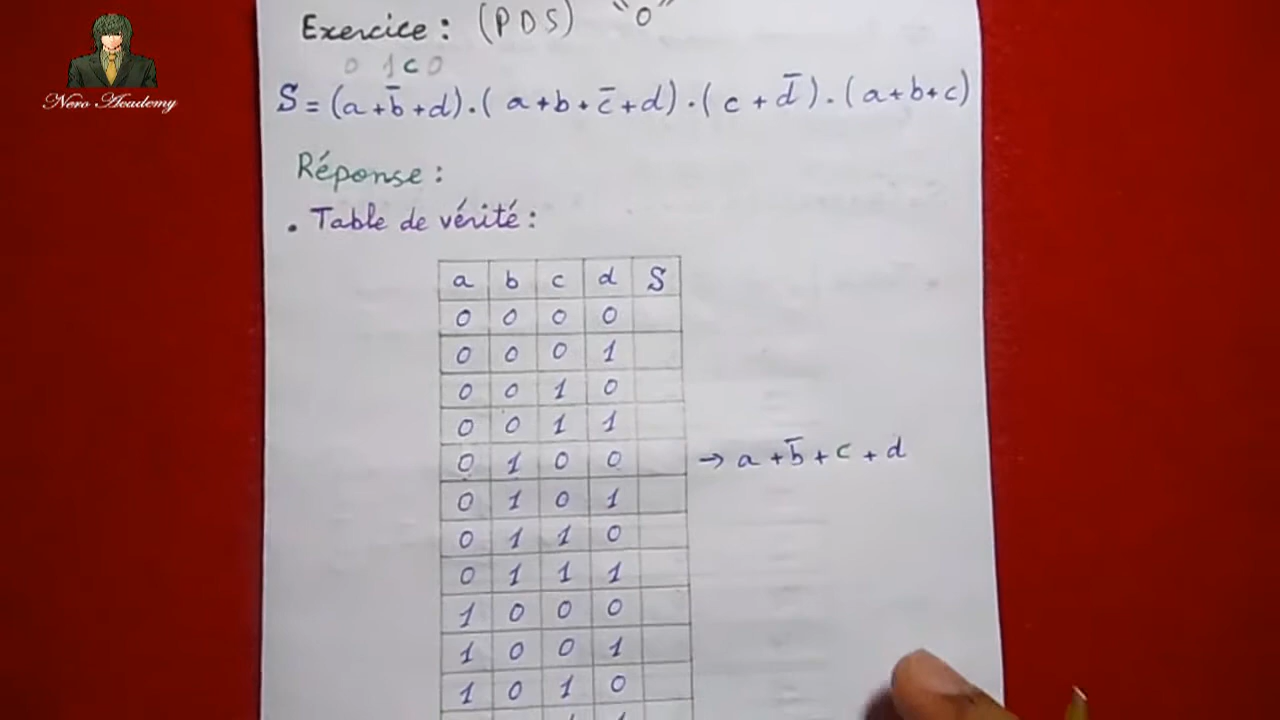 Nero Academy
Exercice : (PDS) "0"
0 1 c 0
S = (a + b̅ + d) . ( a + b + c̅ + d) . ( c + d̅ ) . ( a + b + c)
Réponse :
. Table de vérité :
a b c d S
0 0 0 0
0 0 0 1
0 0 1 0
0 0 1 1
0 1 0 0 → a + b̅ + c + d
0 1 0 1
0 1 1 0
0 1 1 1
1 0 0 0
1 0 0 1
1 0 1 0